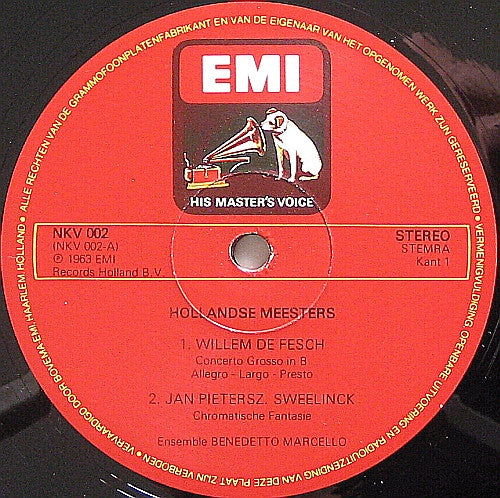 ALLE RECHTEN VAN DE GRAMMOFOONPLATENFABRIKANT EN VAN DE EIGENAAR VAN HET OPGENOMEN WERK ZIJN GERESERVEERD • VERMENIGVULDIGING, OPENBARE UITVOERING EN RADIOUITZENDING VAN DEZE PLAAT ZIJN VERBODEN • VERVAARDIGD DOOR BOVEMA/EMI HAARLEM, HOLLAND •
EMI
HIS MASTER'S VOICE
NKV 002
(NKV 002-A)
℗ 1963 EMI
Records Holland B.V.
STEREO
STEMRA
Kant 1
HOLLANDSE MEESTERS
1. WILLEM DE FESCH
Concerto Grosso in B
Allegro - Largo - Presto
2. JAN PIETERSZ. SWEELINCK
Chromatische Fantasie
Ensemble BENEDETTO MARCELLO